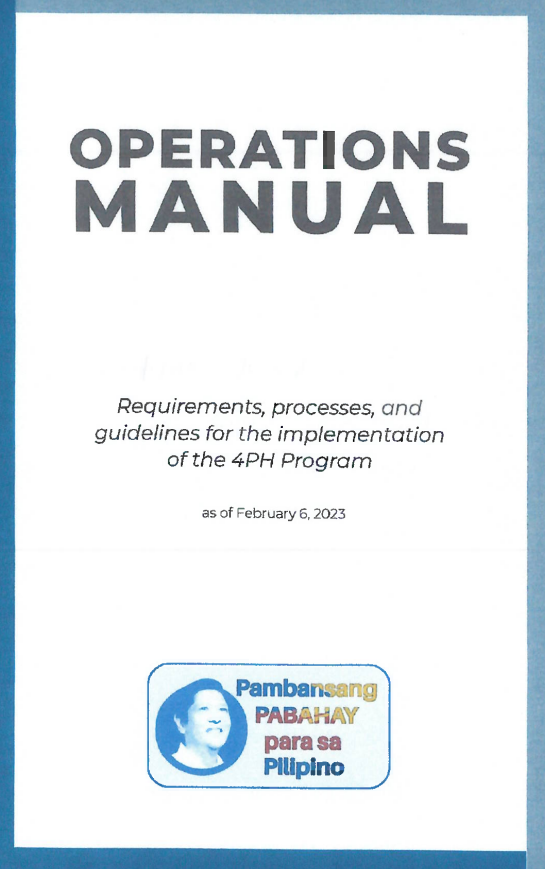 OPERATIONS
MANUAL
Requirements, processes, and
guidelines for the implementation
of the 4PH Program
as of February 6, 2023
Pambansang
PABAHAY
para sa
Pilipino